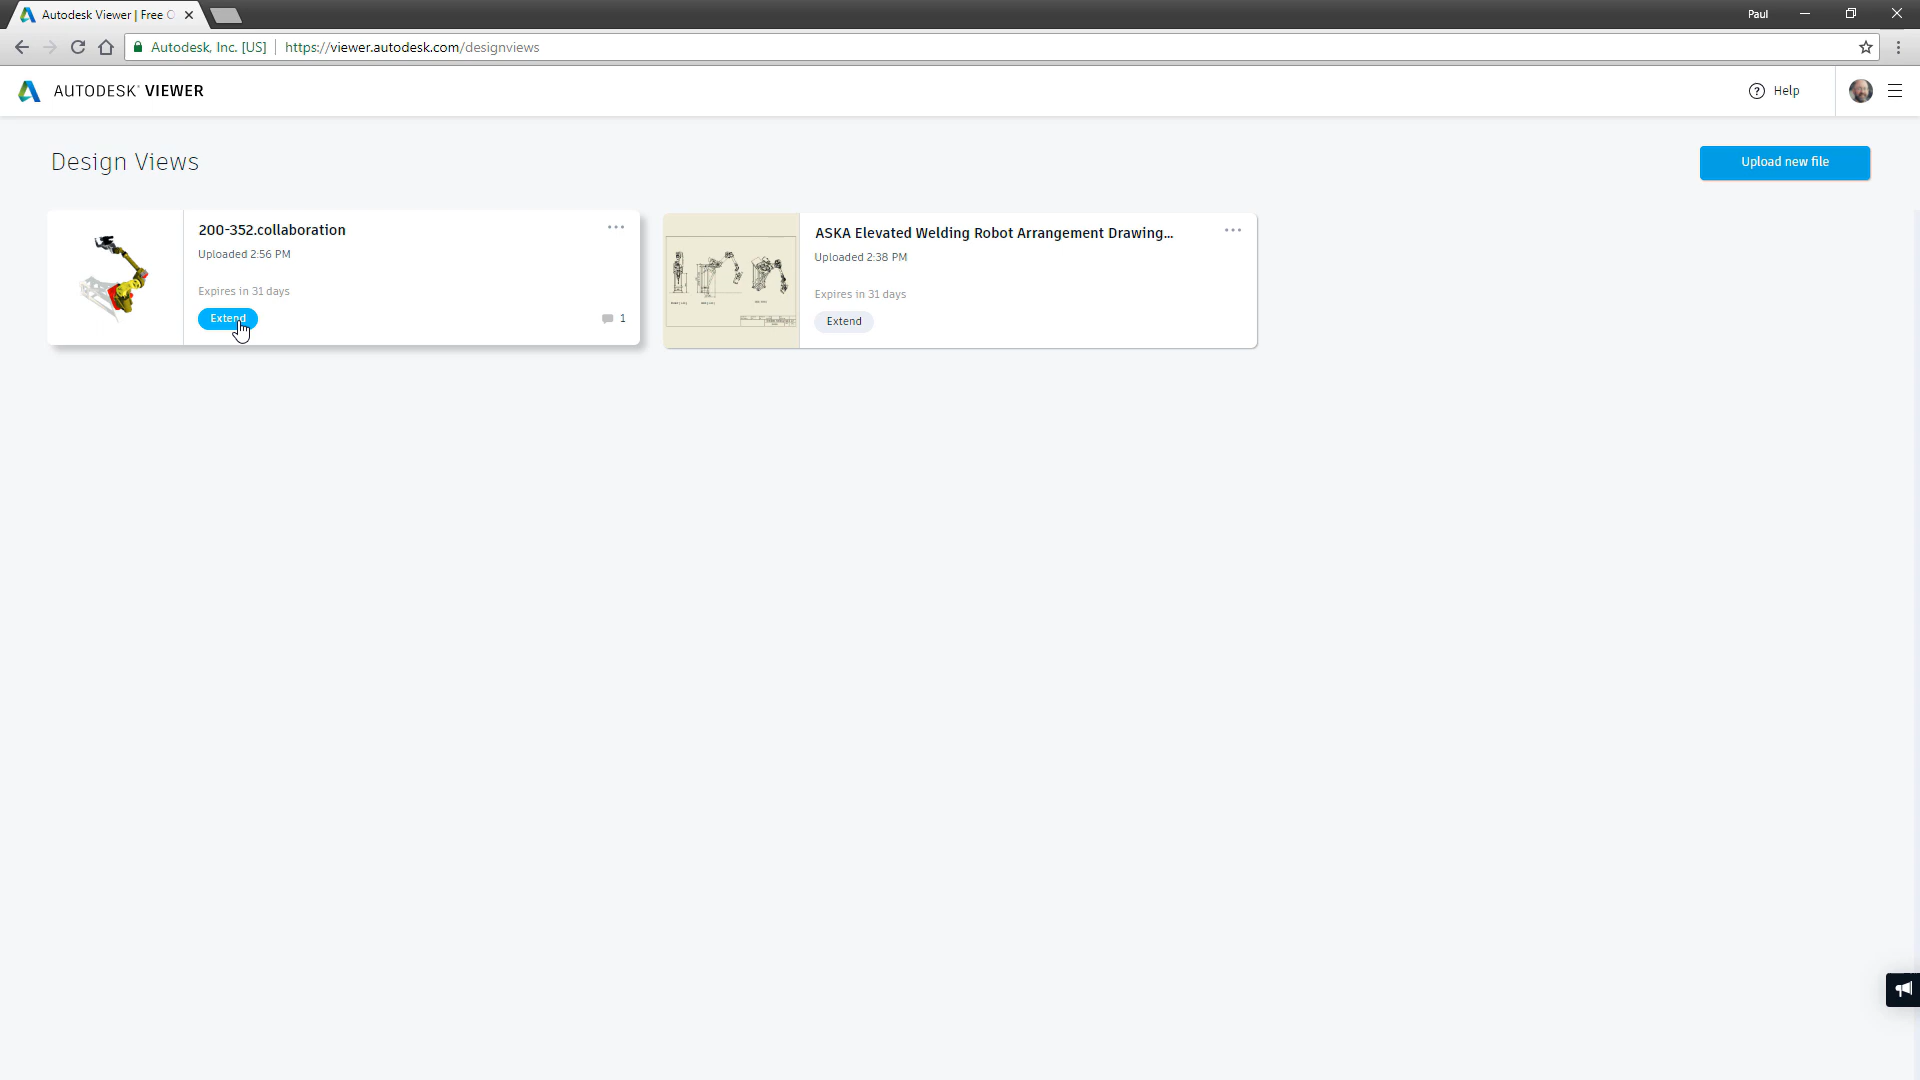 Autodesk Viewer | Free O
Paul
Autodesk, Inc. [US]
https://viewer.autodesk.com/designviews
AUTODESK® VIEWER
Help
Design Views
Upload new file
200-352.collaboration
Uploaded 2:56 PM
Expires in 31 days
Extend
1
ASKA Elevated Welding Robot Arrangement Drawing...
Uploaded 2:38 PM
Expires in 31 days
Extend